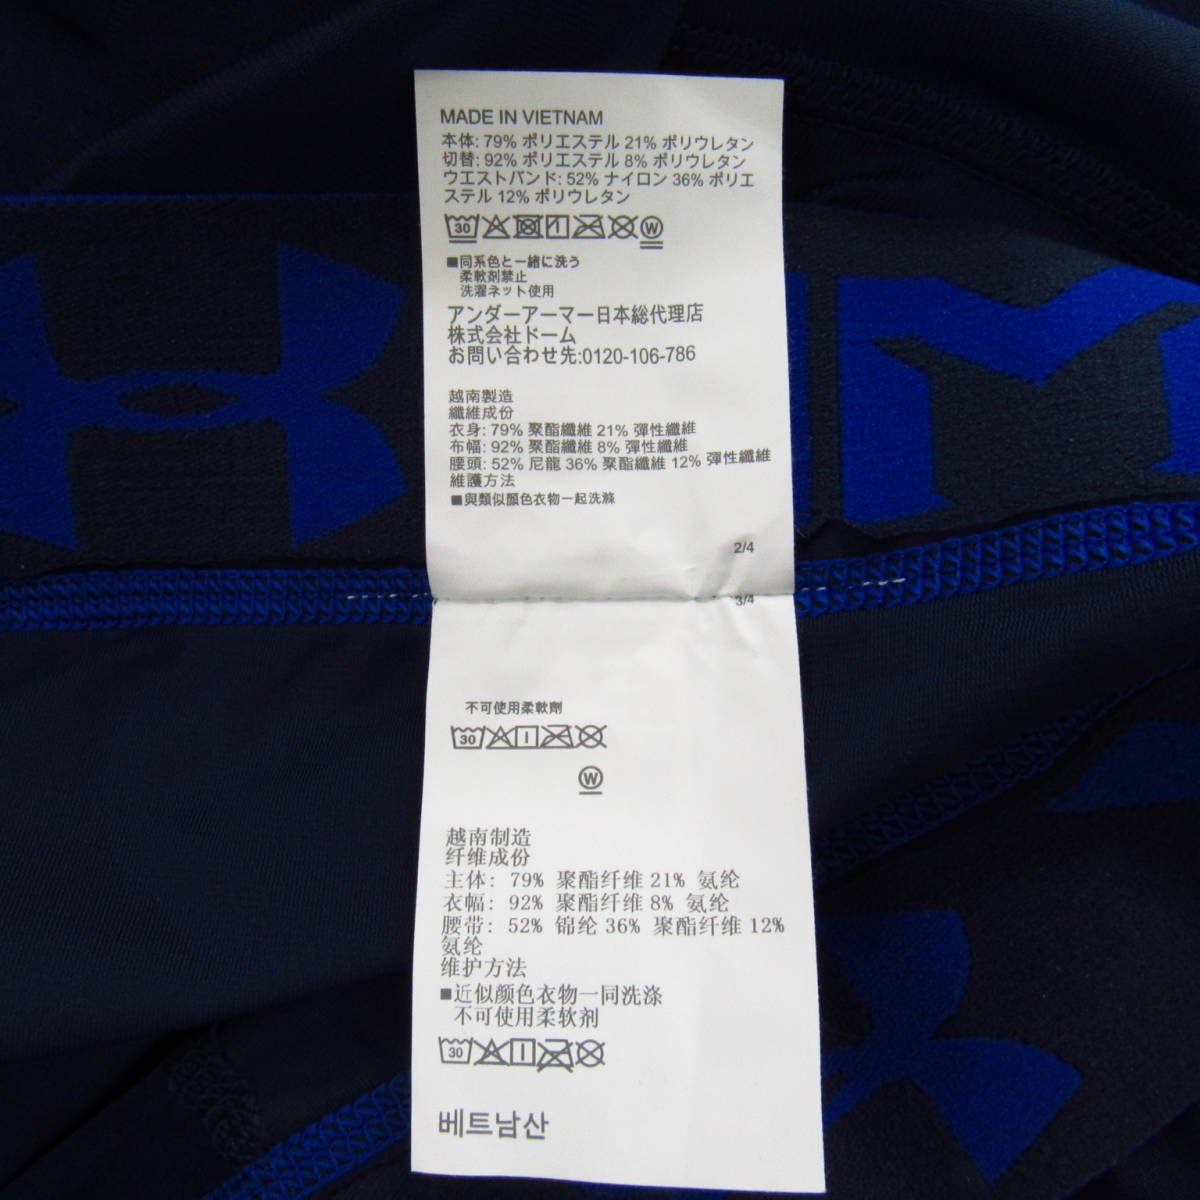 MADE IN VIETNAM
本体: 79% ポリエステル 21% ポリウレタン
切替: 92% ポリエステル 8% ポリウレタン
ウエストバンド: 52% ナイロン 36% ポリエ
ステル 12% ポリウレタン
30 W
■同系色と一緒に洗う
柔軟剤禁止
洗濯ネット使用
アンダーアーマー日本総代理店
株式会社ドーム
お問い合わせ先:0120-106-786
越南製造
纖維成份
衣身: 79% 聚酯纖維 21% 彈性纖維
布幅: 92% 聚酯纖維 8% 彈性纖維
腰頭: 52% 尼龍 36% 聚酯纖維 12% 彈性纖維
維護方法
■與類似顏色衣物一起洗滌
2/4
3/4
不可使用柔軟劑
30
W
越南制造
纤维成份
主体: 79% 聚酯纤维 21% 氨纶
衣幅: 92% 聚酯纤维 8% 氨纶
腰带: 52% 锦纶 36% 聚酯纤维 12%
氨纶
维护方法
■近似颜色衣物一同洗涤
不可使用柔软剂
30
베트남산